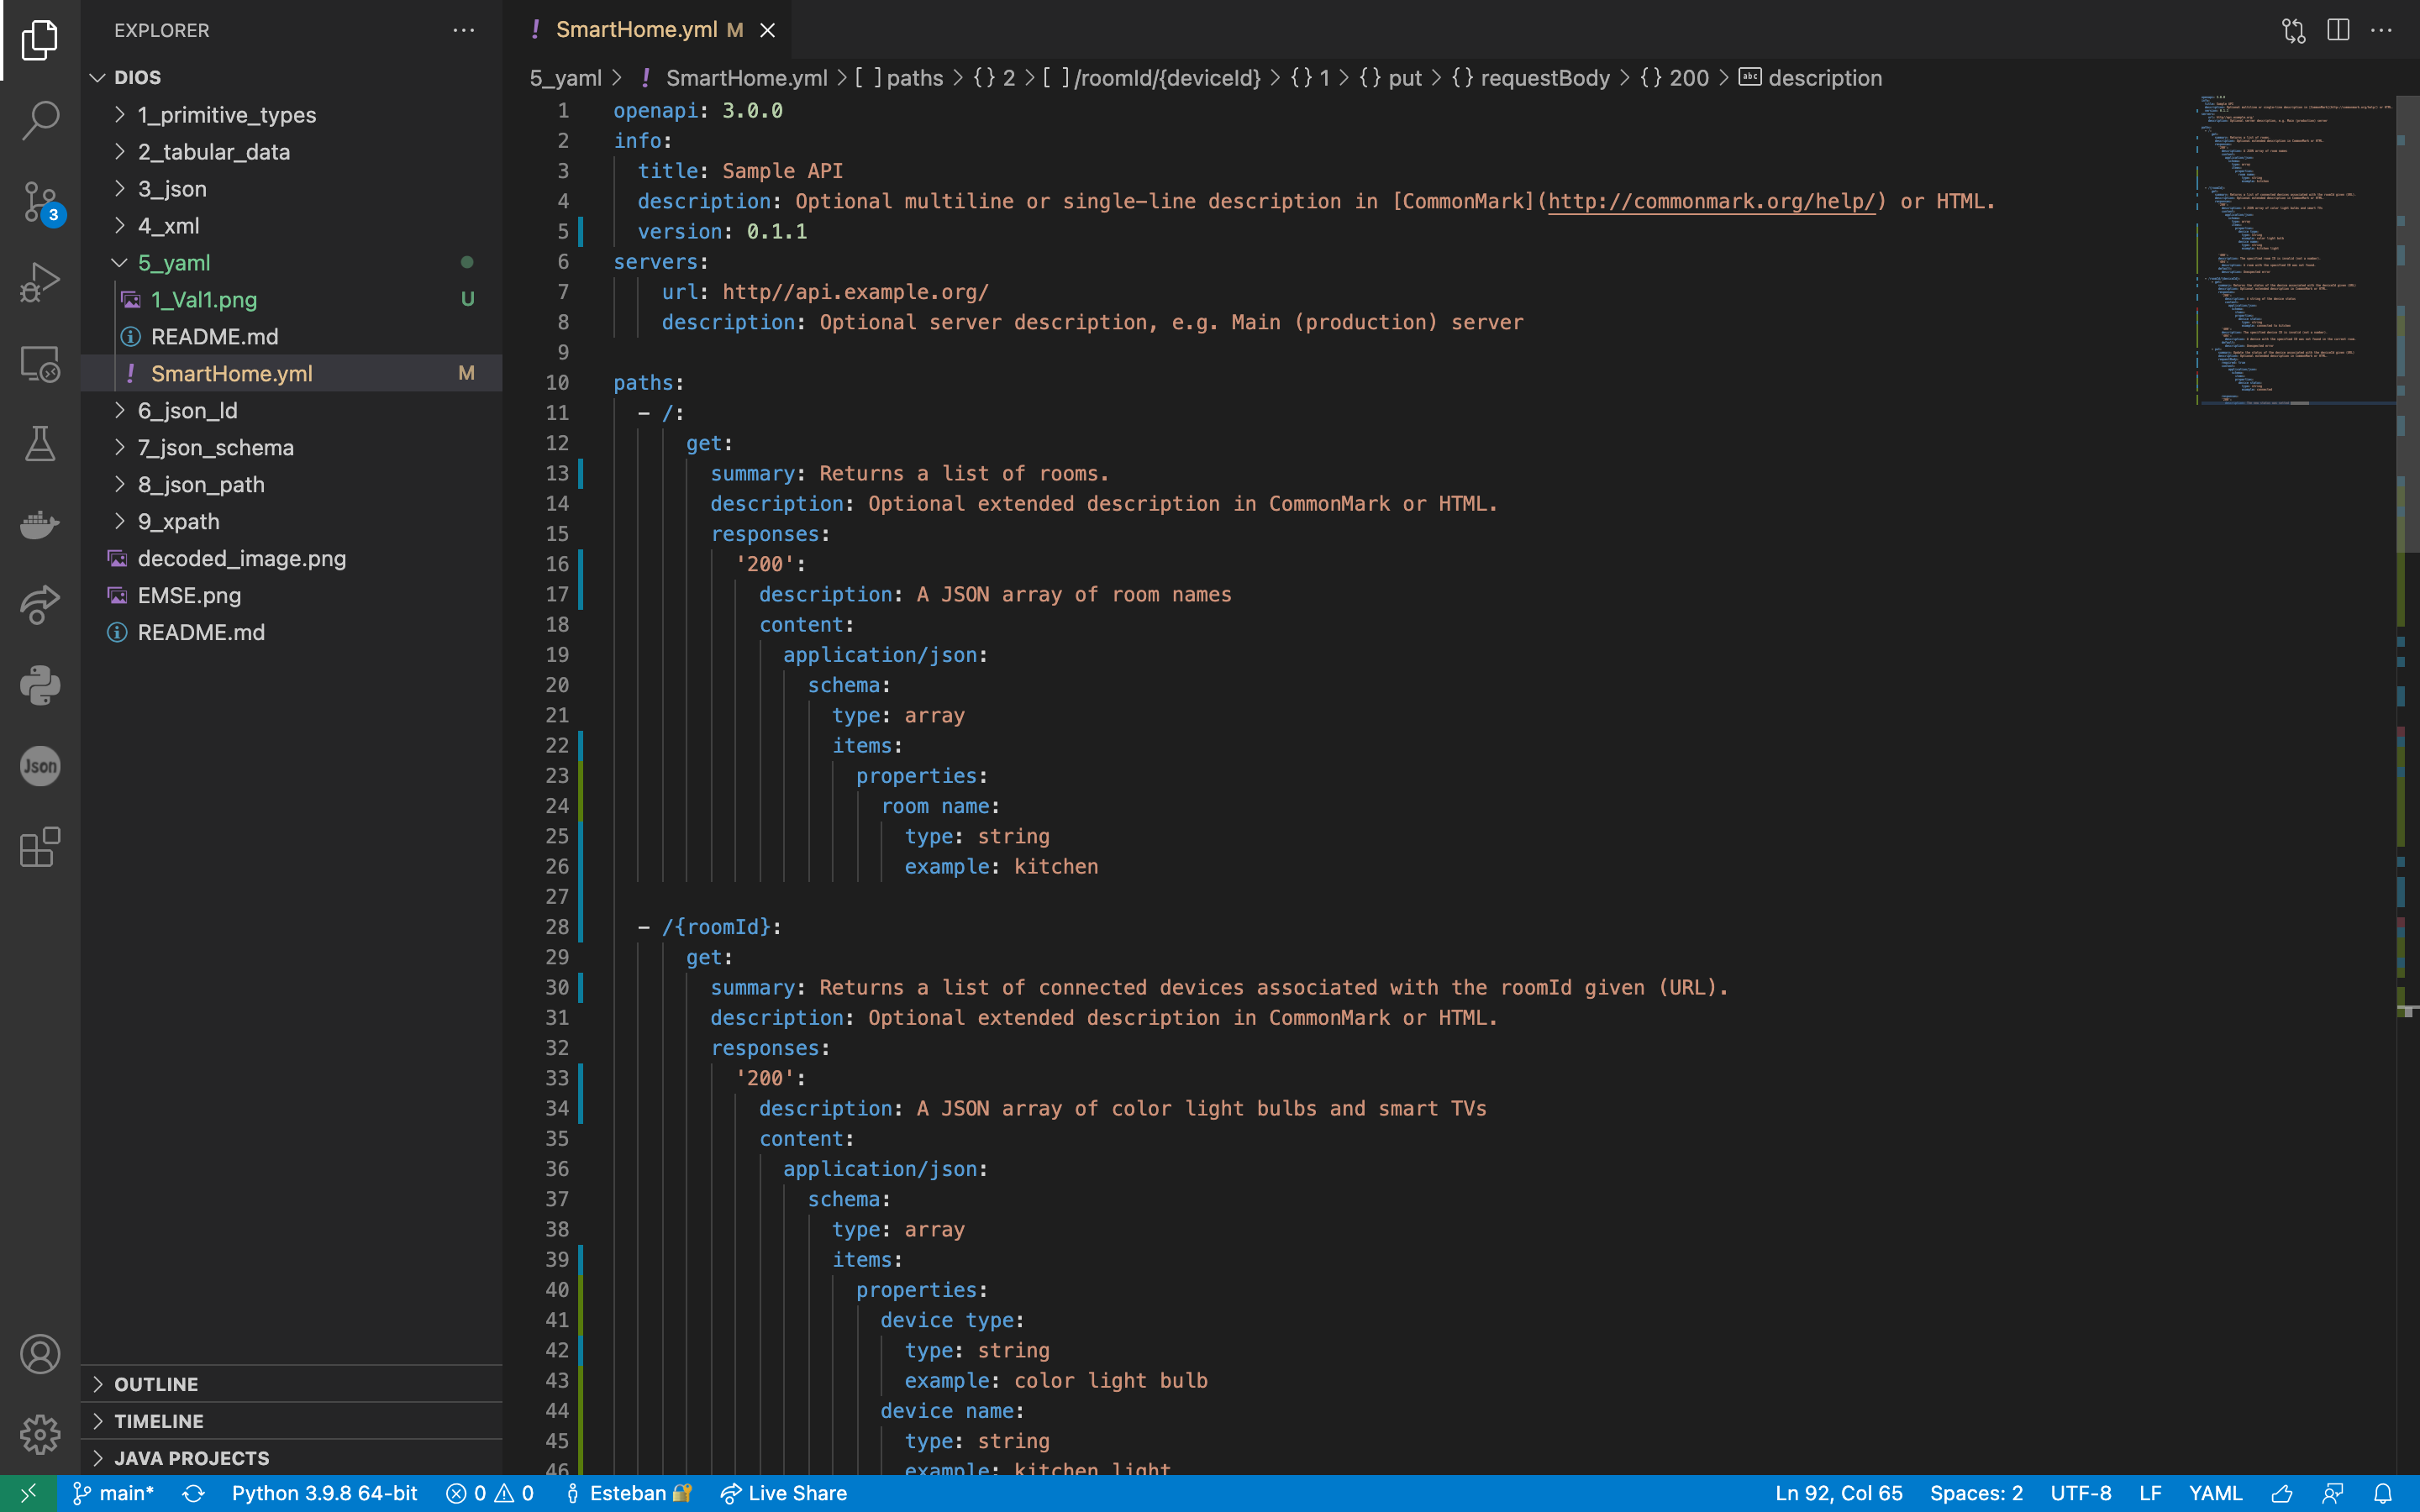 EXPLORER
DIOS
1_primitive_types
2_tabular_data
3_json
4_xml
5_yaml
1_Val1.png U
README.md
SmartHome.yml M
6_json_ld
7_json_schema
8_json_path
9_xpath
decoded_image.png
EMSE.png
README.md
OUTLINE
TIMELINE
JAVA PROJECTS
3
Json
! SmartHome.yml M
5_yaml > ! SmartHome.yml > [ ] paths > {} 2 > [ ] /roomId/{deviceId} > {} 1 > {} put > {} requestBody > {} 200 > abc description
1 openapi: 3.0.0
2 info:
3 title: Sample API
4 description: Optional multiline or single-line description in [CommonMark](http://commonmark.org/help/) or HTML.
5 version: 0.1.1
6 servers:
7 url: http//api.example.org/
8 description: Optional server description, e.g. Main (production) server
9
10 paths:
11 - /:
12 get:
13 summary: Returns a list of rooms.
14 description: Optional extended description in CommonMark or HTML.
15 responses:
16 '200':
17 description: A JSON array of room names
18 content:
19 application/json:
20 schema:
21 type: array
22 items:
23 properties:
24 room name:
25 type: string
26 example: kitchen
27
28 - /{roomId}:
29 get:
30 summary: Returns a list of connected devices associated with the roomId given (URL).
31 description: Optional extended description in CommonMark or HTML.
32 responses:
33 '200':
34 description: A JSON array of color light bulbs and smart TVs
35 content:
36 application/json:
37 schema:
38 type: array
39 items:
40 properties:
41 device type:
42 type: string
43 example: color light bulb
44 device name:
45 type: string
46 example: kitchen light
main* Python 3.9.8 64-bit 0 0 Esteban 🔐 Live Share Ln 92, Col 65 Spaces: 2 UTF-8 LF YAML